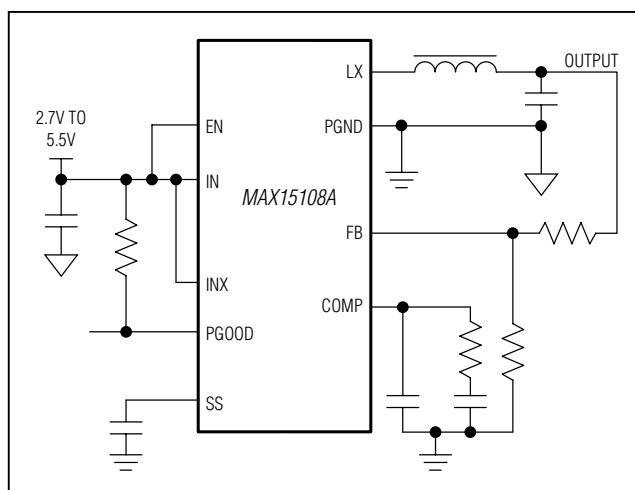 LX
OUTPUT
2.7V TO
5.5V
EN
PGND
IN
MAX15108A
FB
INX
COMP
PGOOD
SS